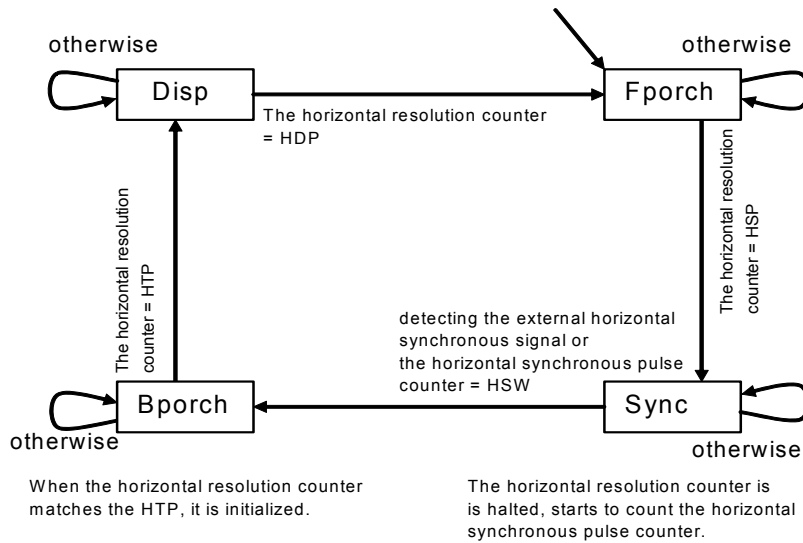 otherwise
otherwise
Disp
Fporch
The horizontal resolution counter
= HDP
The horizontal resolution
counter = HTP
The horizontal resolution
counter = HSP
detecting the external horizontal
synchronous signal or
the horizontal synchronous pulse
counter = HSW
Bporch
Sync
otherwise
otherwise
When the horizontal resolution counter
matches the HTP, it is initialized.
The horizontal resolution counter is
is halted, starts to count the horizontal
synchronous pulse counter.